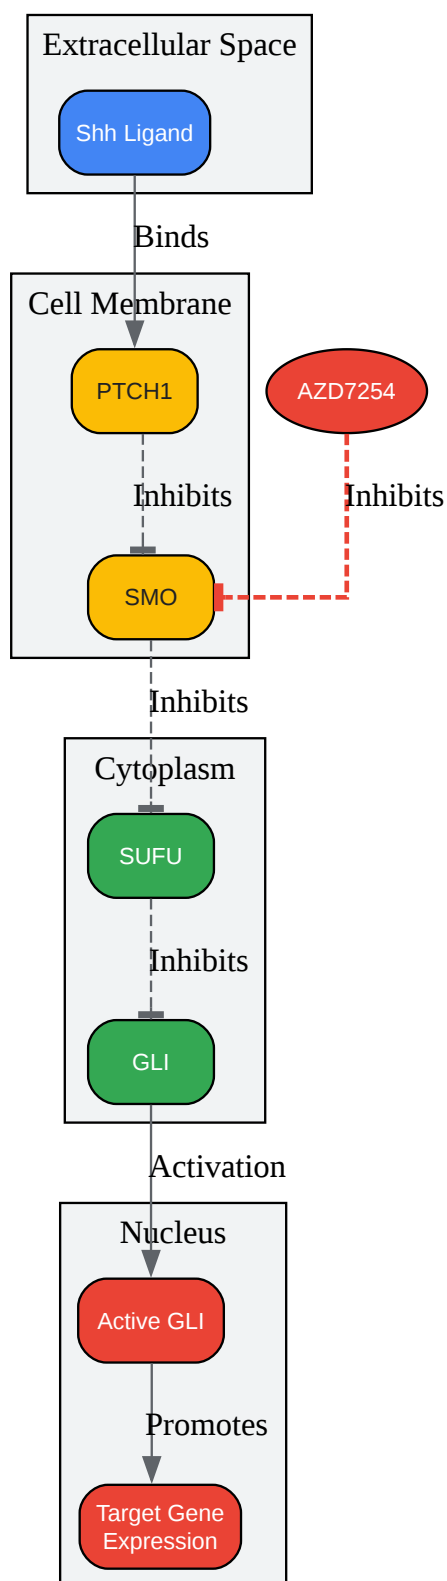 Extracellular Space
Shh Ligand
Binds
Cell Membrane
PTCH1
AZD7254
Inhibits
Inhibits
SMO
Inhibits
Cytoplasm
SUFU
Inhibits
GLI
Activation
Nucleus
Active GLI
Promotes
Target Gene
Expression